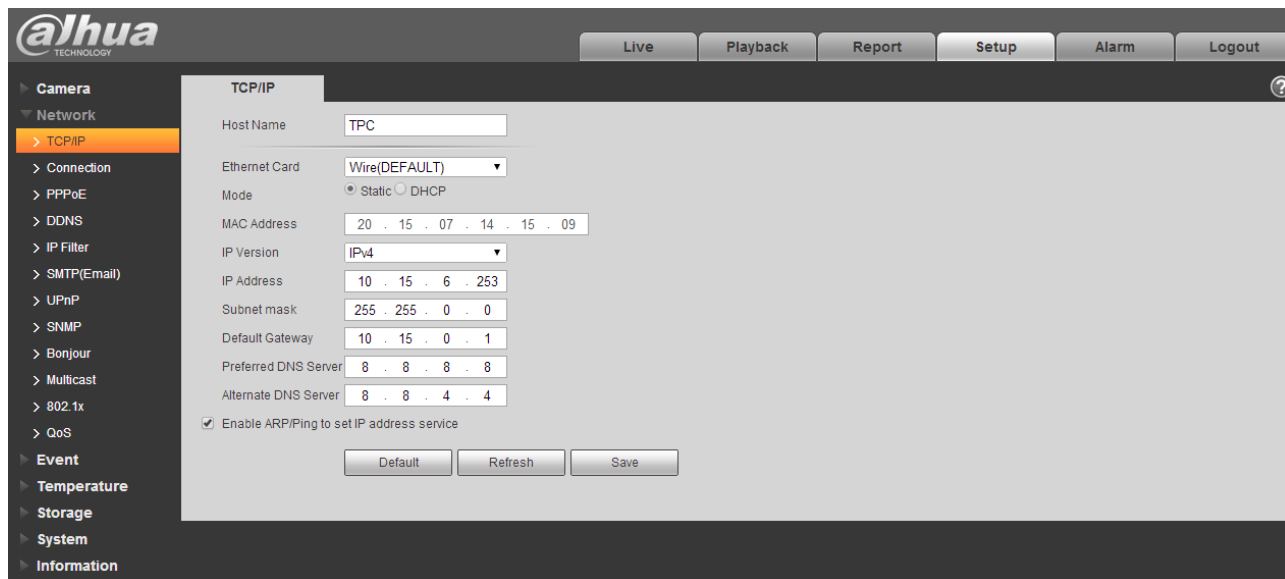 alhua
TECHNOLOGY
Live Playback Report Setup Alarm Logout
Camera
Network
TCP/IP
Connection
PPPoE
DDNS
IP Filter
SMTP(Email)
UPnP
SNMP
Bonjour
Multicast
802.1x
QoS
Event
Temperature
Storage
System
Information
TCP/IP
?
Host Name TPC
Ethernet Card Wire(DEFAULT)
Mode Static DHCP
MAC Address 20 . 15 . 07 . 14 . 15 . 09
IP Version IPv4
IP Address 10 . 15 . 6 . 253
Subnet mask 255 . 255 . 0 . 0
Default Gateway 10 . 15 . 0 . 1
Preferred DNS Server 8 . 8 . 8 . 8
Alternate DNS Server 8 . 8 . 4 . 4
Enable ARP/Ping to set IP address service
Default Refresh Save